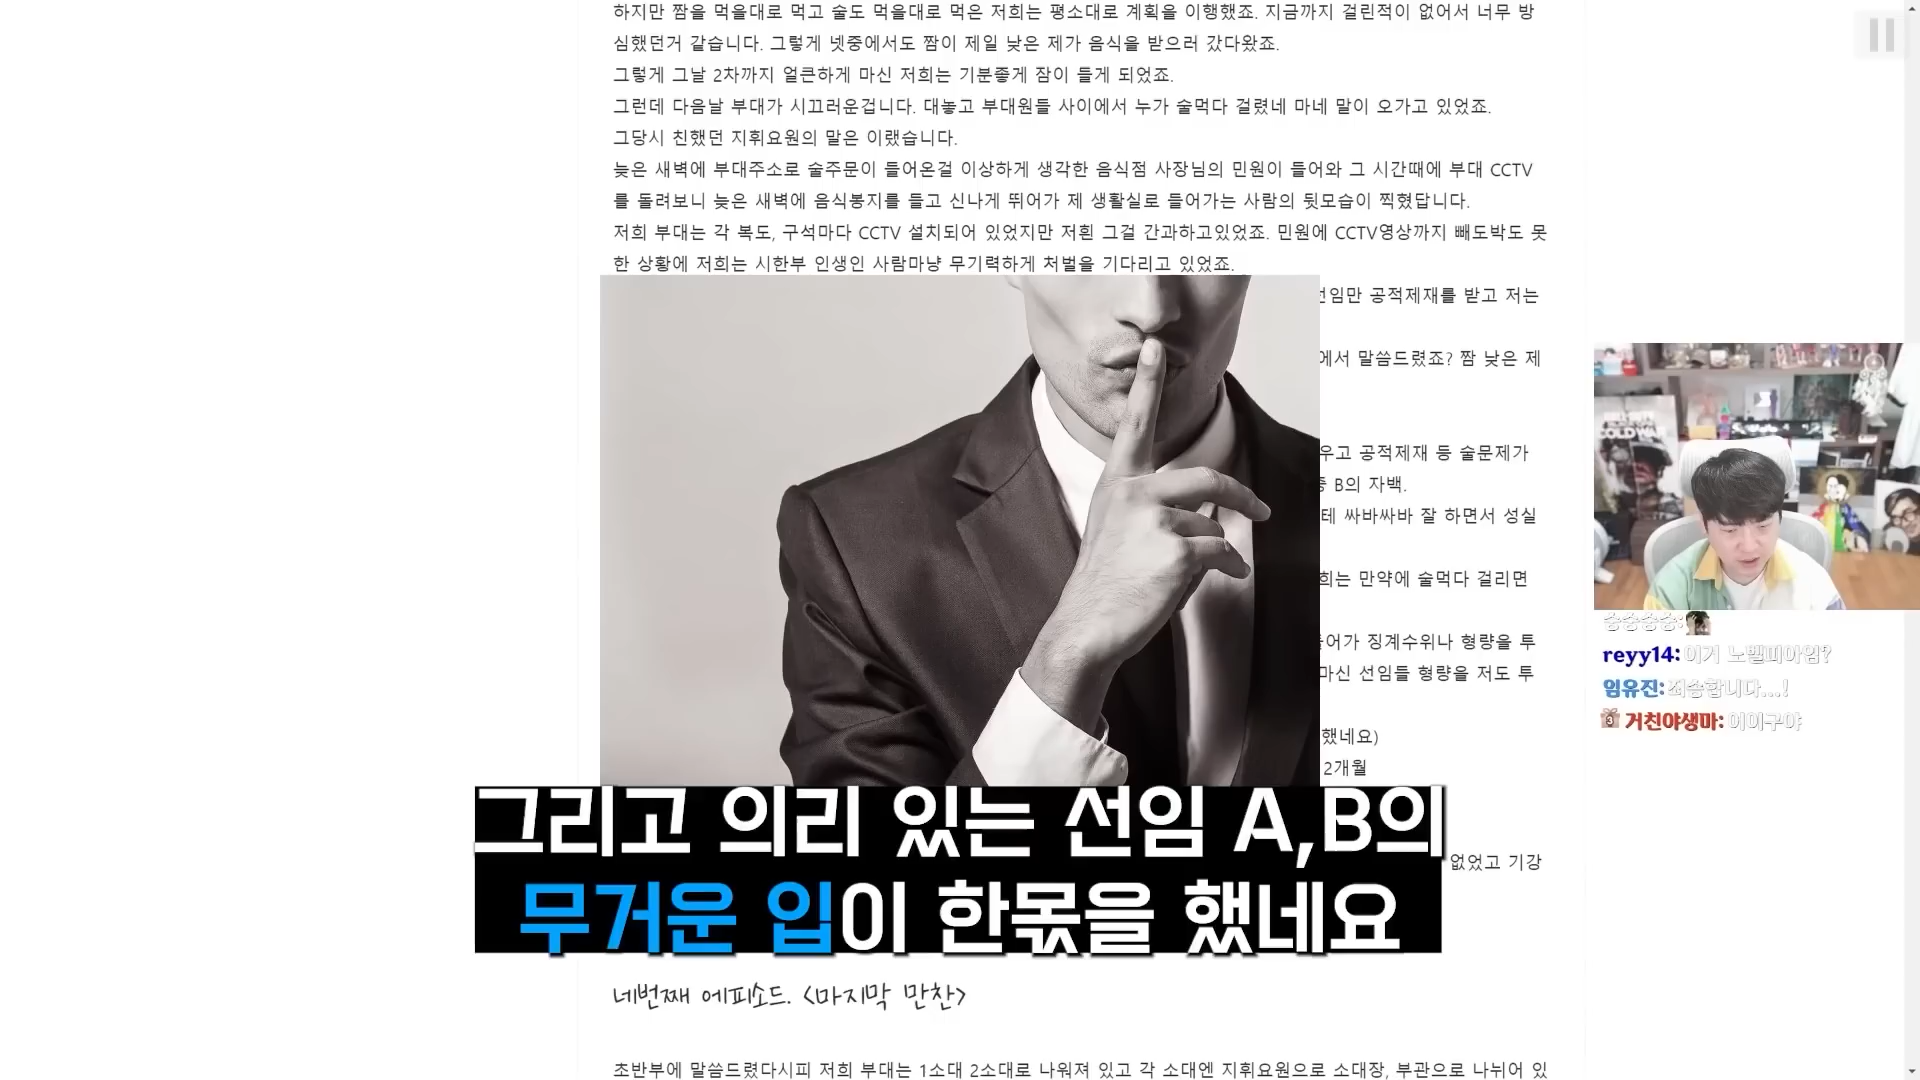 하지만 짬을 먹을대로 먹고 술도 먹을대로 먹은 저희는 평소대로 계획을 이행했죠. 지금까지 걸린적이 없어서 너무 방
심했던거 같습니다. 그렇게 넷중에서도 짬이 제일 낮은 제가 음식을 받으러 갔다왔죠.
그렇게 그날 2차까지 얼큰하게 마신 저희는 기분좋게 잠이 들게 되었죠.
그런데 다음날 부대가 시끄러운겁니다. 대놓고 부대원들 사이에서 누가 술먹다 걸렸네 마네 말이 오가고 있었죠.
그당시 친했던 지휘요원의 말은 이랬습니다.
늦은 새벽에 부대주소로 술주문이 들어온걸 이상하게 생각한 음식점 사장님의 민원이 들어와 그 시간때에 부대 CCTV
를 돌려보니 늦은 새벽에 음식봉지를 들고 신나게 뛰어가 제 생활실로 들어가는 사람의 뒷모습이 찍혔답니다.
저희 부대는 각 복도, 구석마다 CCTV 설치되어 있었지만 저흰 그걸 간과하고있었죠. 민원에 CCTV영상까지 빼도박도 못
한 상황에 저희는 시한부 인생인 사람마냥 무기력하게 처벌을 기다리고 있었죠.
선임만 공적제재를 받고 저는
에서 말씀드렸죠? 짬 낮은 제
우고 공적제재 등 술문제가
중 B의 자백.
테 싸바싸바 잘 하면서 성실
희는 만약에 술먹다 걸리면
들어가 징계수위나 형량을 투
마신 선임들 형량을 저도 투
했네요)
2개월
없었고 기강
그리고 의리 있는 선임 A,B의
무거운 입이 한몫을 했네요
네번째 에피소드. <마지막 만찬>
초반부에 말씀드렸다시피 저희 부대는 1소대 2소대로 나눠져 있고 각 소대엔 지휘요원으로 소대장, 부관으로 나뉘어 있
COLD WAR
숭숭숭숭:
reyy14: 이거 노벨피아임?
임유진: 죄송합니다...!
거친야생마: 이이구야